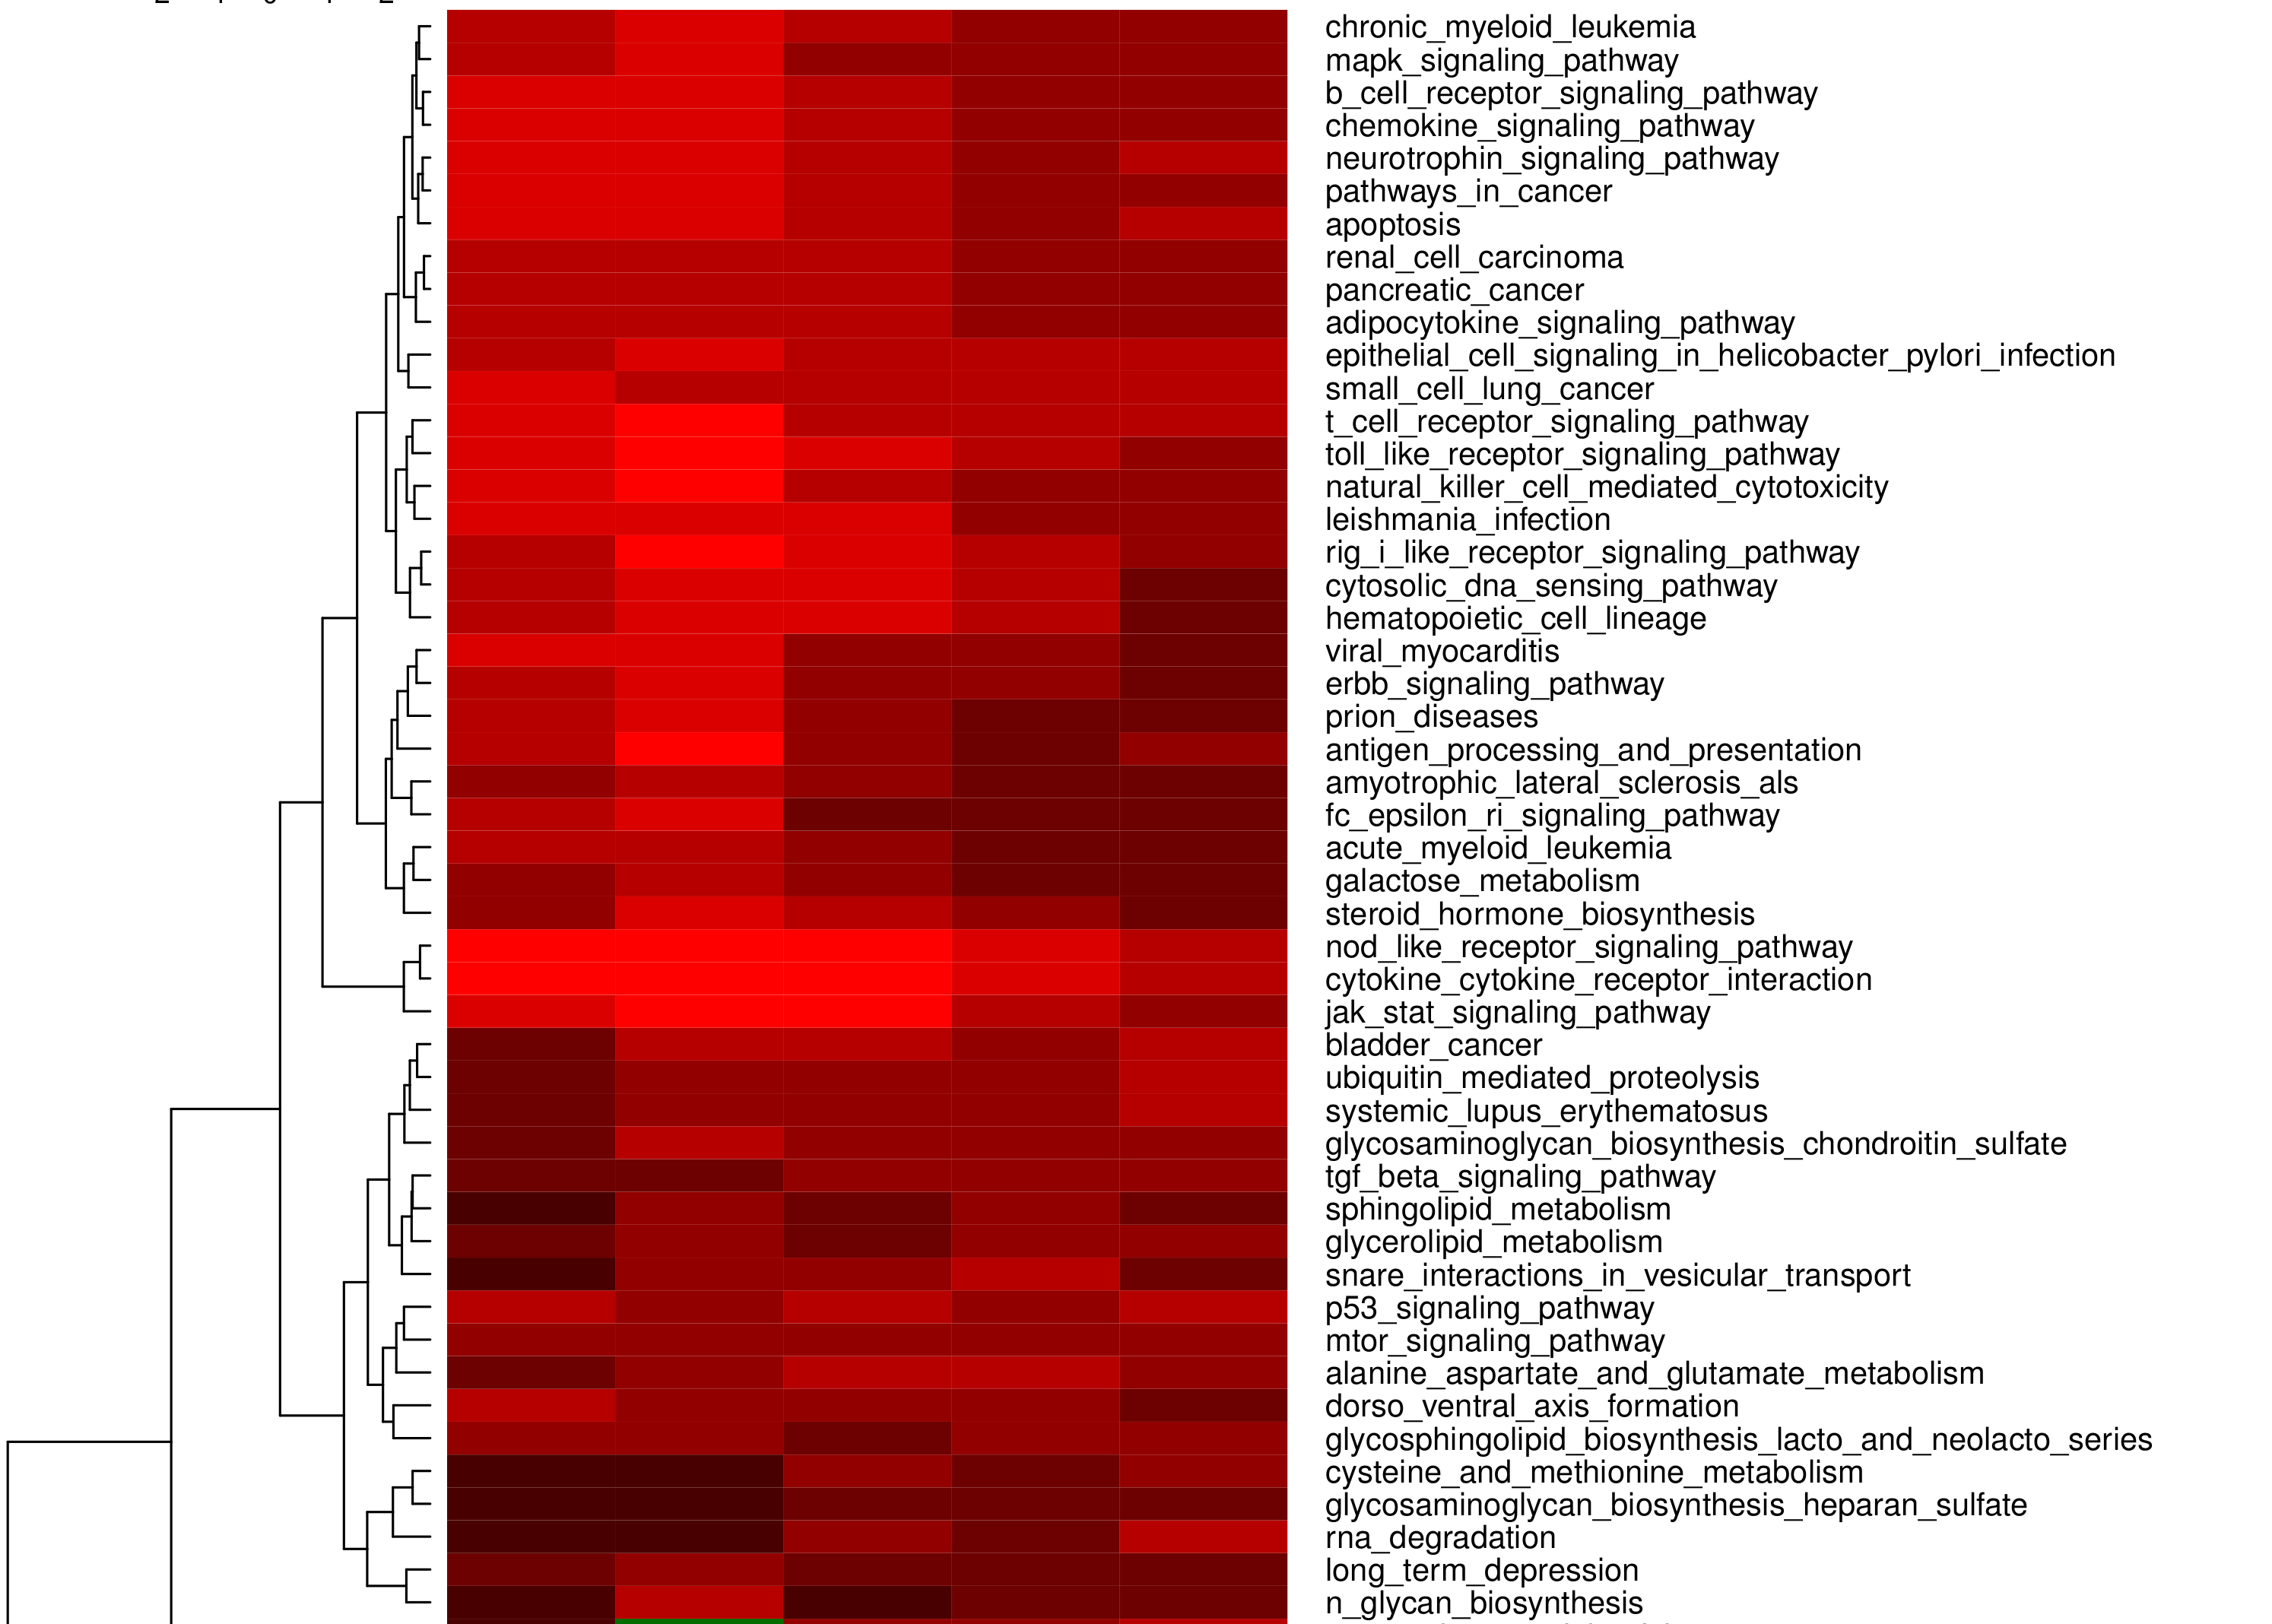 chronic_myeloid_leukemia
mapk_signaling_pathway
b_cell_receptor_signaling_pathway
chemokine_signaling_pathway
neurotrophin_signaling_pathway
pathways_in_cancer
apoptosis
renal_cell_carcinoma
pancreatic_cancer
adipocytokine_signaling_pathway
epithelial_cell_signaling_in_helicobacter_pylori_infection
small_cell_lung_cancer
t_cell_receptor_signaling_pathway
toll_like_receptor_signaling_pathway
natural_killer_cell_mediated_cytotoxicity
leishmania_infection
rig_i_like_receptor_signaling_pathway
cytosolic_dna_sensing_pathway
hematopoietic_cell_lineage
viral_myocarditis
erbb_signaling_pathway
prion_diseases
antigen_processing_and_presentation
amyotrophic_lateral_sclerosis_als
fc_epsilon_ri_signaling_pathway
acute_myeloid_leukemia
galactose_metabolism
steroid_hormone_biosynthesis
nod_like_receptor_signaling_pathway
cytokine_cytokine_receptor_interaction
jak_stat_signaling_pathway
bladder_cancer
ubiquitin_mediated_proteolysis
systemic_lupus_erythematosus
glycosaminoglycan_biosynthesis_chondroitin_sulfate
tgf_beta_signaling_pathway
sphingolipid_metabolism
glycerolipid_metabolism
snare_interactions_in_vesicular_transport
p53_signaling_pathway
mtor_signaling_pathway
alanine_aspartate_and_glutamate_metabolism
dorso_ventral_axis_formation
glycosphingolipid_biosynthesis_lacto_and_neolacto_series
cysteine_and_methionine_metabolism
glycosaminoglycan_biosynthesis_heparan_sulfate
rna_degradation
long_term_depression
n_glycan_biosynthesis